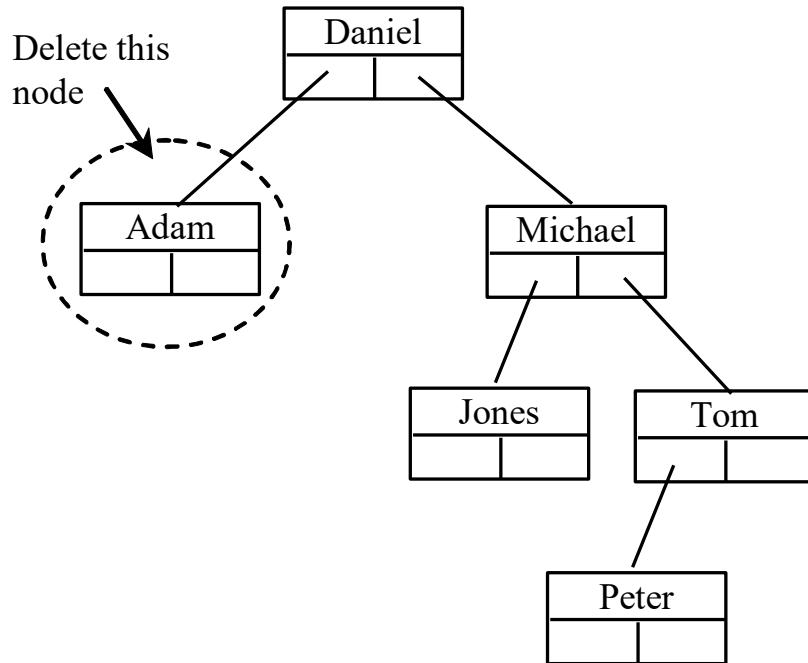 Daniel
Delete this
node
Adam
Michael
Jones
Tom
Peter